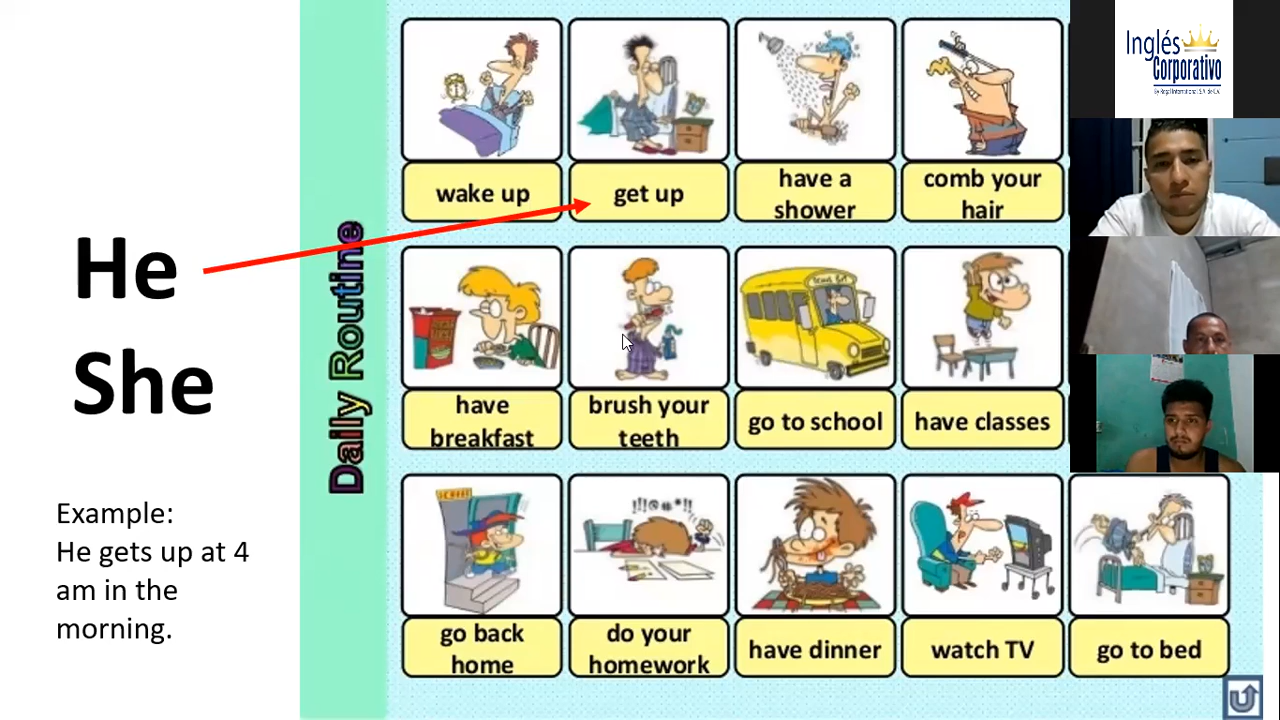 He
She
Example:
He gets up at 4
am in the
morning.
Daily Routine
wake up
get up
have a
shower
comb your
hair
have
breakfast
brush your
teeth
go to school
have classes
go back
home
!!!@#*!!
do your
homework
have dinner
watch TV
go to bed
Inglés
Corporativo